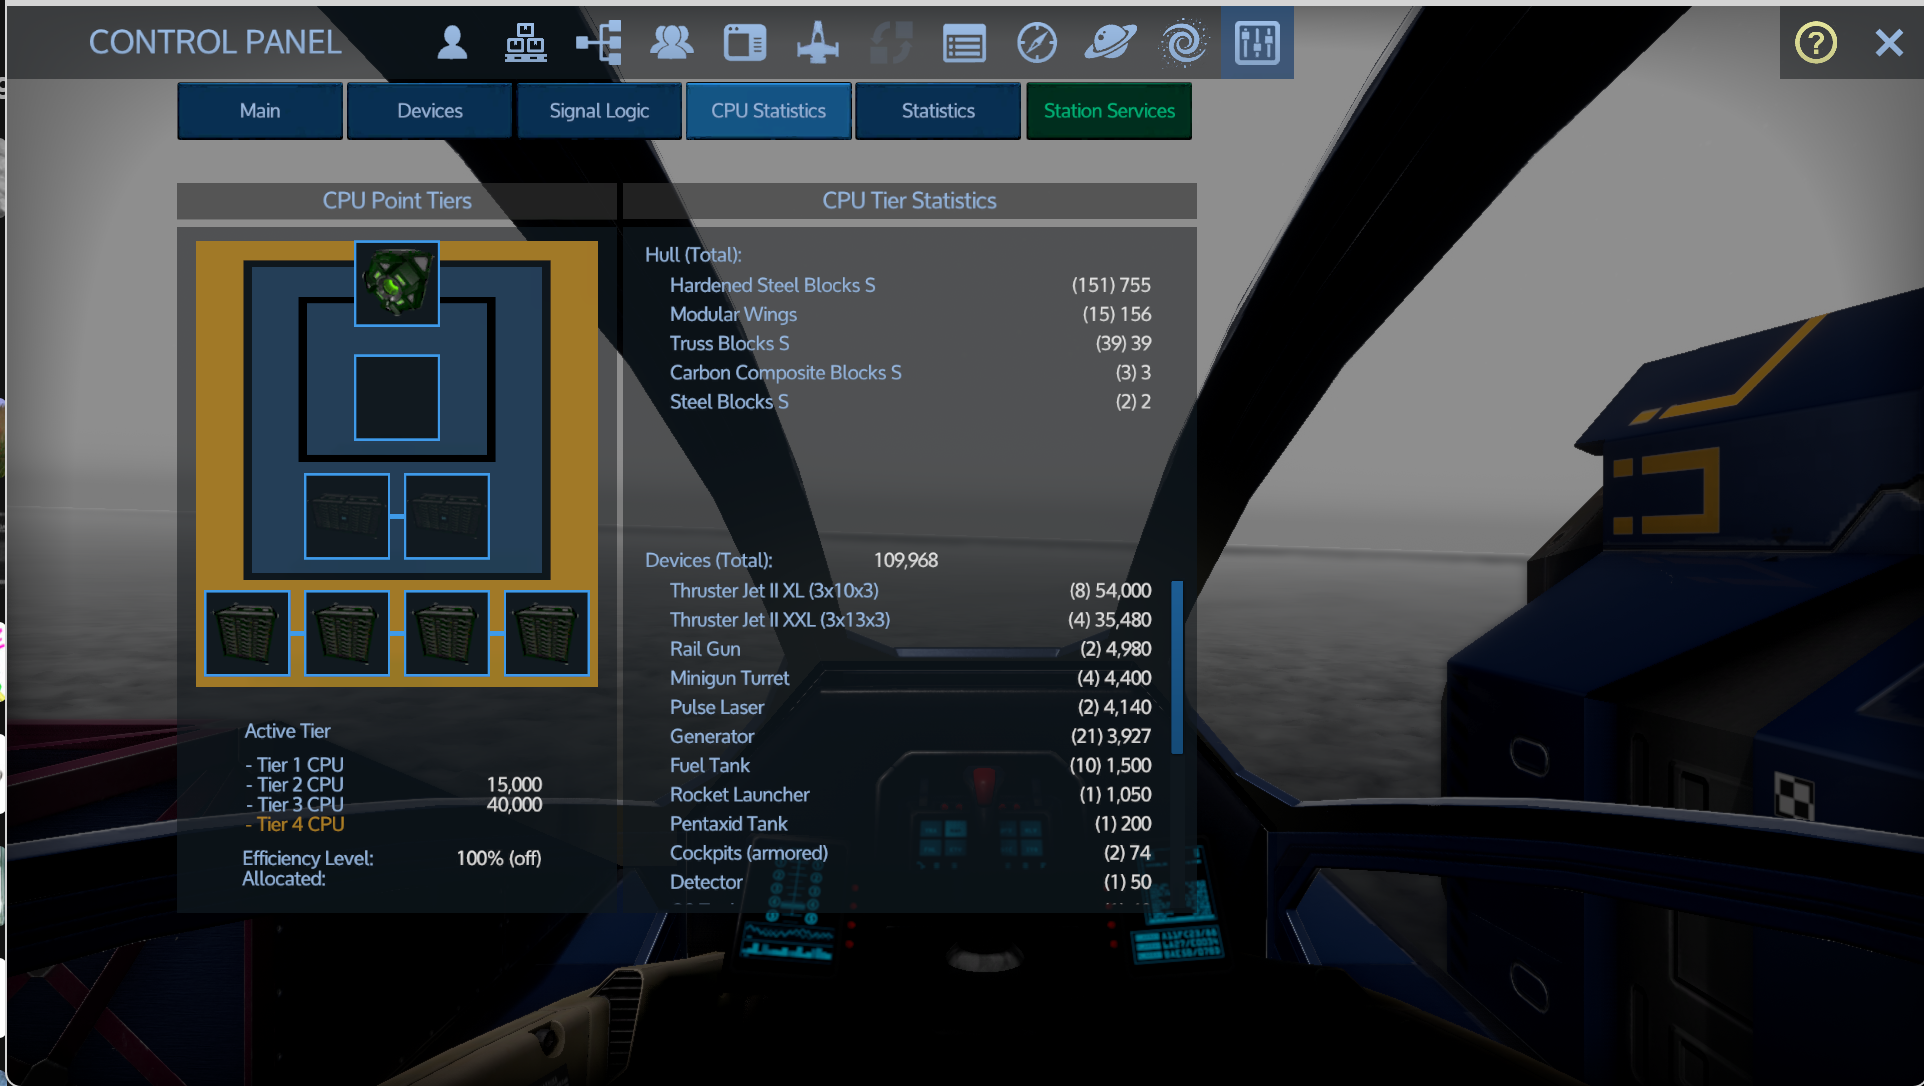 CONTROL PANEL
?
Main
Devices
Signal Logic
CPU Statistics
Statistics
Station Services
CPU Point Tiers
CPU Tier Statistics
Hull (Total):
Hardened Steel Blocks S (151) 755
Modular Wings (15) 156
Truss Blocks S (39) 39
Carbon Composite Blocks S (3) 3
Steel Blocks S (2) 2
Devices (Total): 109,968
Thruster Jet II XL (3x10x3) (8) 54,000
Thruster Jet II XXL (3x13x3) (4) 35,480
Rail Gun (2) 4,980
Minigun Turret (4) 4,400
Pulse Laser (2) 4,140
Generator (21) 3,927
Fuel Tank (10) 1,500
Rocket Launcher (1) 1,050
Pentaxid Tank (1) 200
Cockpits (armored) (2) 74
Detector (1) 50
Active Tier
- Tier 1 CPU
- Tier 2 CPU 15,000
- Tier 3 CPU 40,000
- Tier 4 CPU
Efficiency Level: 100% (off)
Allocated: